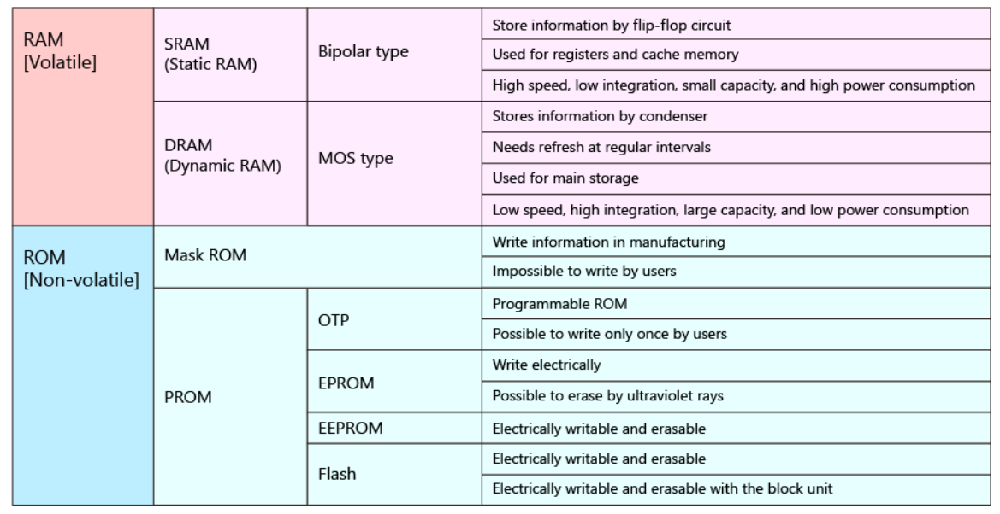 RAM
[Volatile]
SRAM
(Static RAM)
Bipolar type
Store information by flip-flop circuit
Used for registers and cache memory
High speed, low integration, small capacity, and high power consumption
DRAM
(Dynamic RAM)
MOS type
Stores information by condenser
Needs refresh at regular intervals
Used for main storage
Low speed, high integration, large capacity, and low power consumption
ROM
[Non-volatile]
Mask ROM
Write information in manufacturing
Impossible to write by users
PROM
OTP
Programmable ROM
Possible to write only once by users
EPROM
Write electrically
Possible to erase by ultraviolet rays
EEPROM
Electrically writable and erasable
Flash
Electrically writable and erasable
Electrically writable and erasable with the block unit